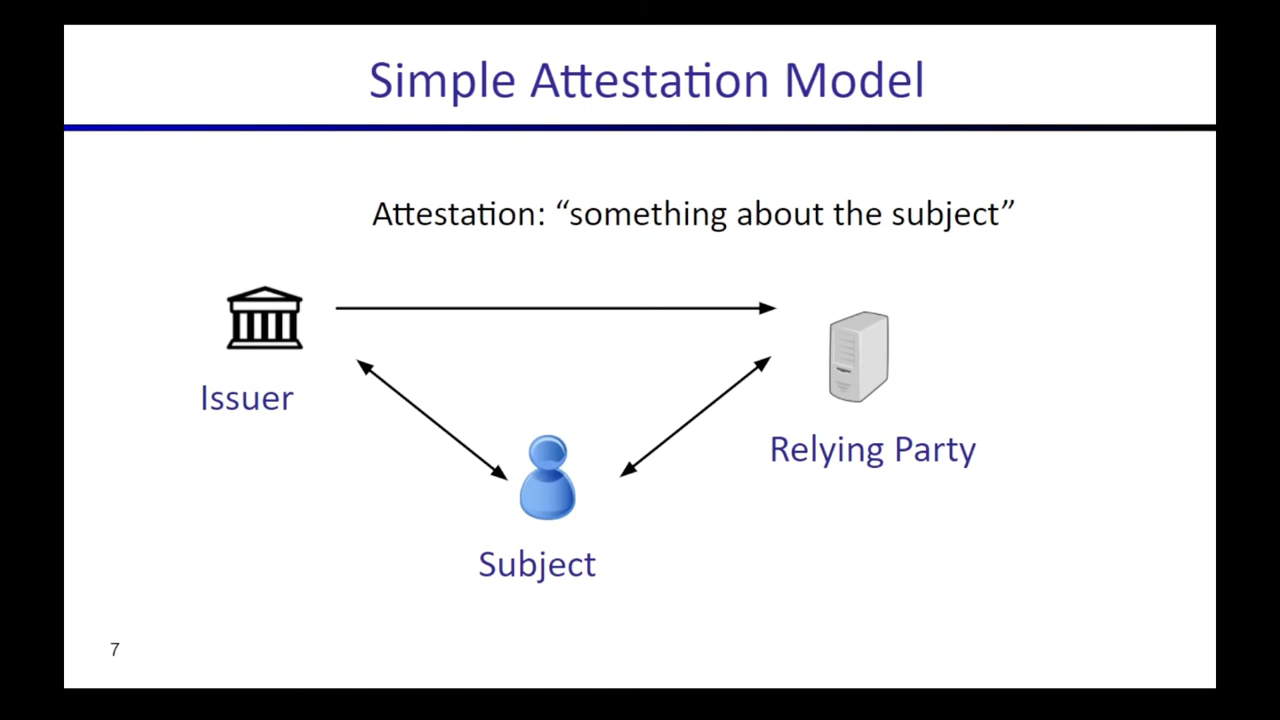 Simple Attestation Model
Attestation: “something about the subject”
Issuer
Relying Party
Subject
7